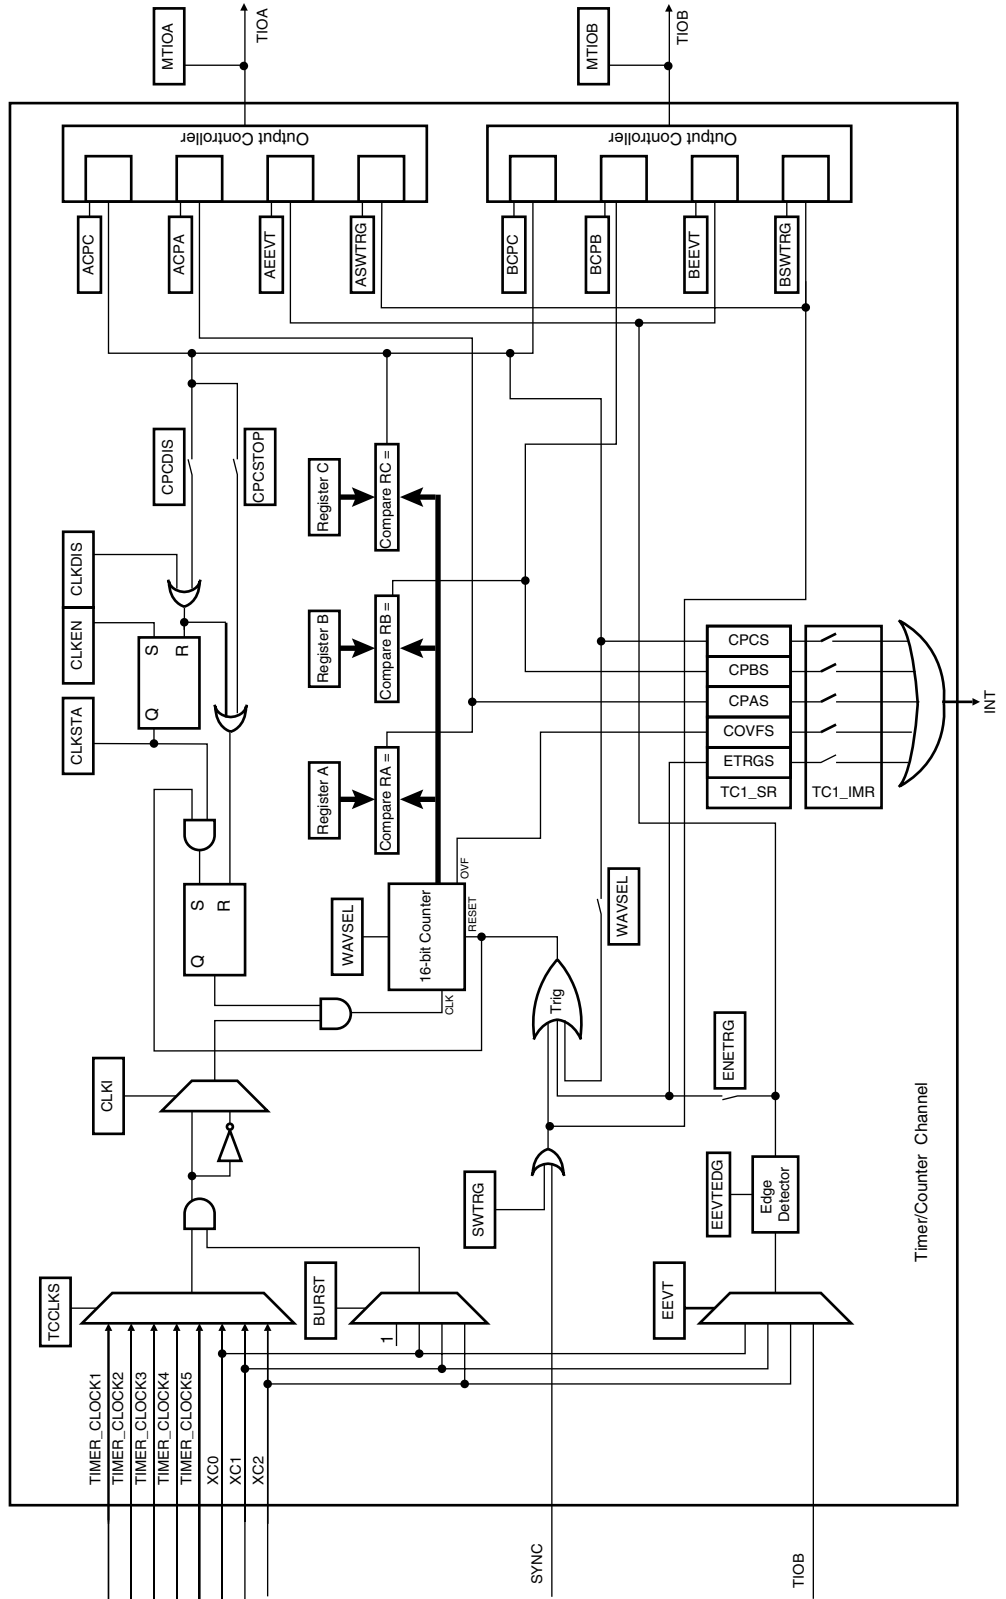 MTIOA
TIOA
MTIOB
TIOB
Output Controller
Output Controller
ACPC
ACPA
AEEVT
ASWTRG
BCPC
BCPB
BEEVT
BSWTRG
CPCDIS
CPCSTOP
CLKDIS
CLKEN
CLKSTA
S
R
Q
Register C
Compare RC =
Register B
Compare RB =
Register A
Compare RA =
CPCS
CPBS
CPAS
COVFS
ETRGS
TC1_SR
TC1_IMR
INT
S
R
Q
WAVSEL
16-bit Counter
OVF
RESET
CLK
WAVSEL
Trig
CLKI
ENETRG
SWTRG
EEVTEDG
Edge
Detector
Timer/Counter Channel
TCCLKS
BURST
1
EEVT
TIMER_CLOCK1
TIMER_CLOCK2
TIMER_CLOCK3
TIMER_CLOCK4
TIMER_CLOCK5
XC0
XC1
XC2
SYNC
TIOB